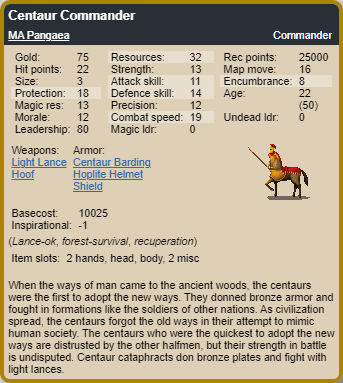 Centaur Commander
MA Pangaea Commander
Gold: 75 Resources: 32 Rec points: 25000
Hit points: 22 Strength: 13 Map move: 16
Size: 3 Attack skill: 11 Encumbrance: 8
Protection: 18 Defence skill: 14 Age: 22
Magic res: 13 Precision: 12 (50)
Morale: 12 Combat speed: 19 Undead ldr: 0
Leadership: 80 Magic ldr: 0
Weapons: Armor:
Light Lance Centaur Barding
Hoof Hoplite Helmet
Shield
Basecost: 10025
Inspirational: -1
(Lance-ok, forest-survival, recuperation)
Item slots: 2 hands, head, body, 2 misc
When the ways of man came to the ancient woods, the centaurs
were the first to adopt the new ways. They donned bronze armor and
fought in formations like the soldiers of other nations. As civilization
spread, the centaurs forgot the old ways in their attempt to mimic
human society. The centaurs who were the quickest to adopt the new
ways are distrusted by the other halfmen, but their strength in battle
is undisputed. Centaur cataphracts don bronze plates and fight with
light lances.